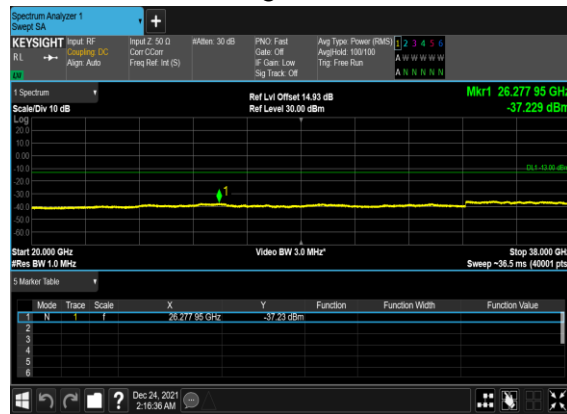 Spectrum Analyzer 1
Swept SA
+
KEYSIGHT Input: RF Input Z: 50 Ω #Atten: 30 dB PNO: Fast Avg Type: Power (RMS) 1 2 3 4 5 6
RL Coupling: DC Corr CCorr Gate: Off Avg|Hold: 100/100 A W W W W W
Align: Auto Freq Ref: Int (S) IF Gain: Low Trig: Free Run
Sig Track: Off A N N N N N
1 Spectrum Ref Lvl Offset 14.93 dB Mkr1 26.277 95 GHz
Scale/Div 10 dB Ref Level 30.00 dBm -37.229 dBm
Log
20.0
10.0
0.00
-10.0
DL1 -13.00 dBm
-20.0
-30.0
1
-40.0
-50.0
-60.0
Start 20.000 GHz Video BW 3.0 MHz* Stop 38.000 GHz
#Res BW 1.0 MHz Sweep ~36.5 ms (40001 pts)
5 Marker Table
Mode Trace Scale X Y Function Function Width Function Value
1 N 1 f 26.277 95 GHz -37.23 dBm
2
3
4
5
6
? Dec 24, 2021
2:16:36 AM